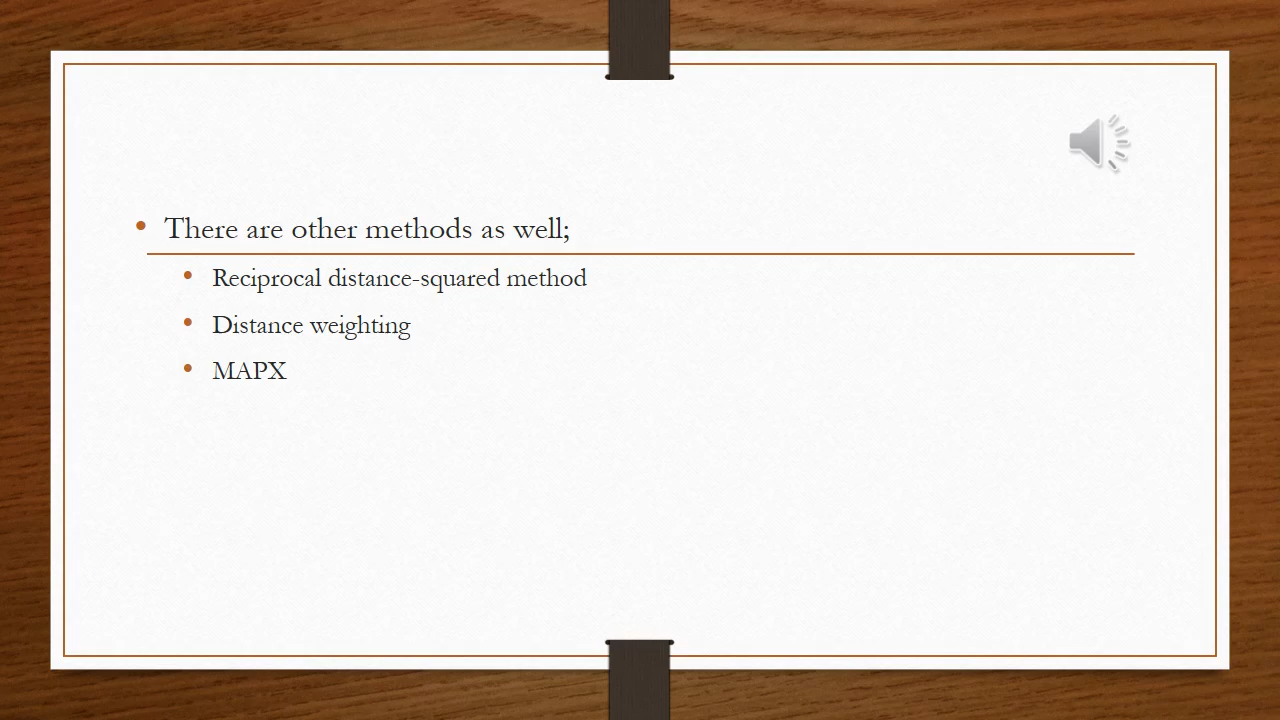 There are other methods as well;
Reciprocal distance-squared method
Distance weighting
MAPX